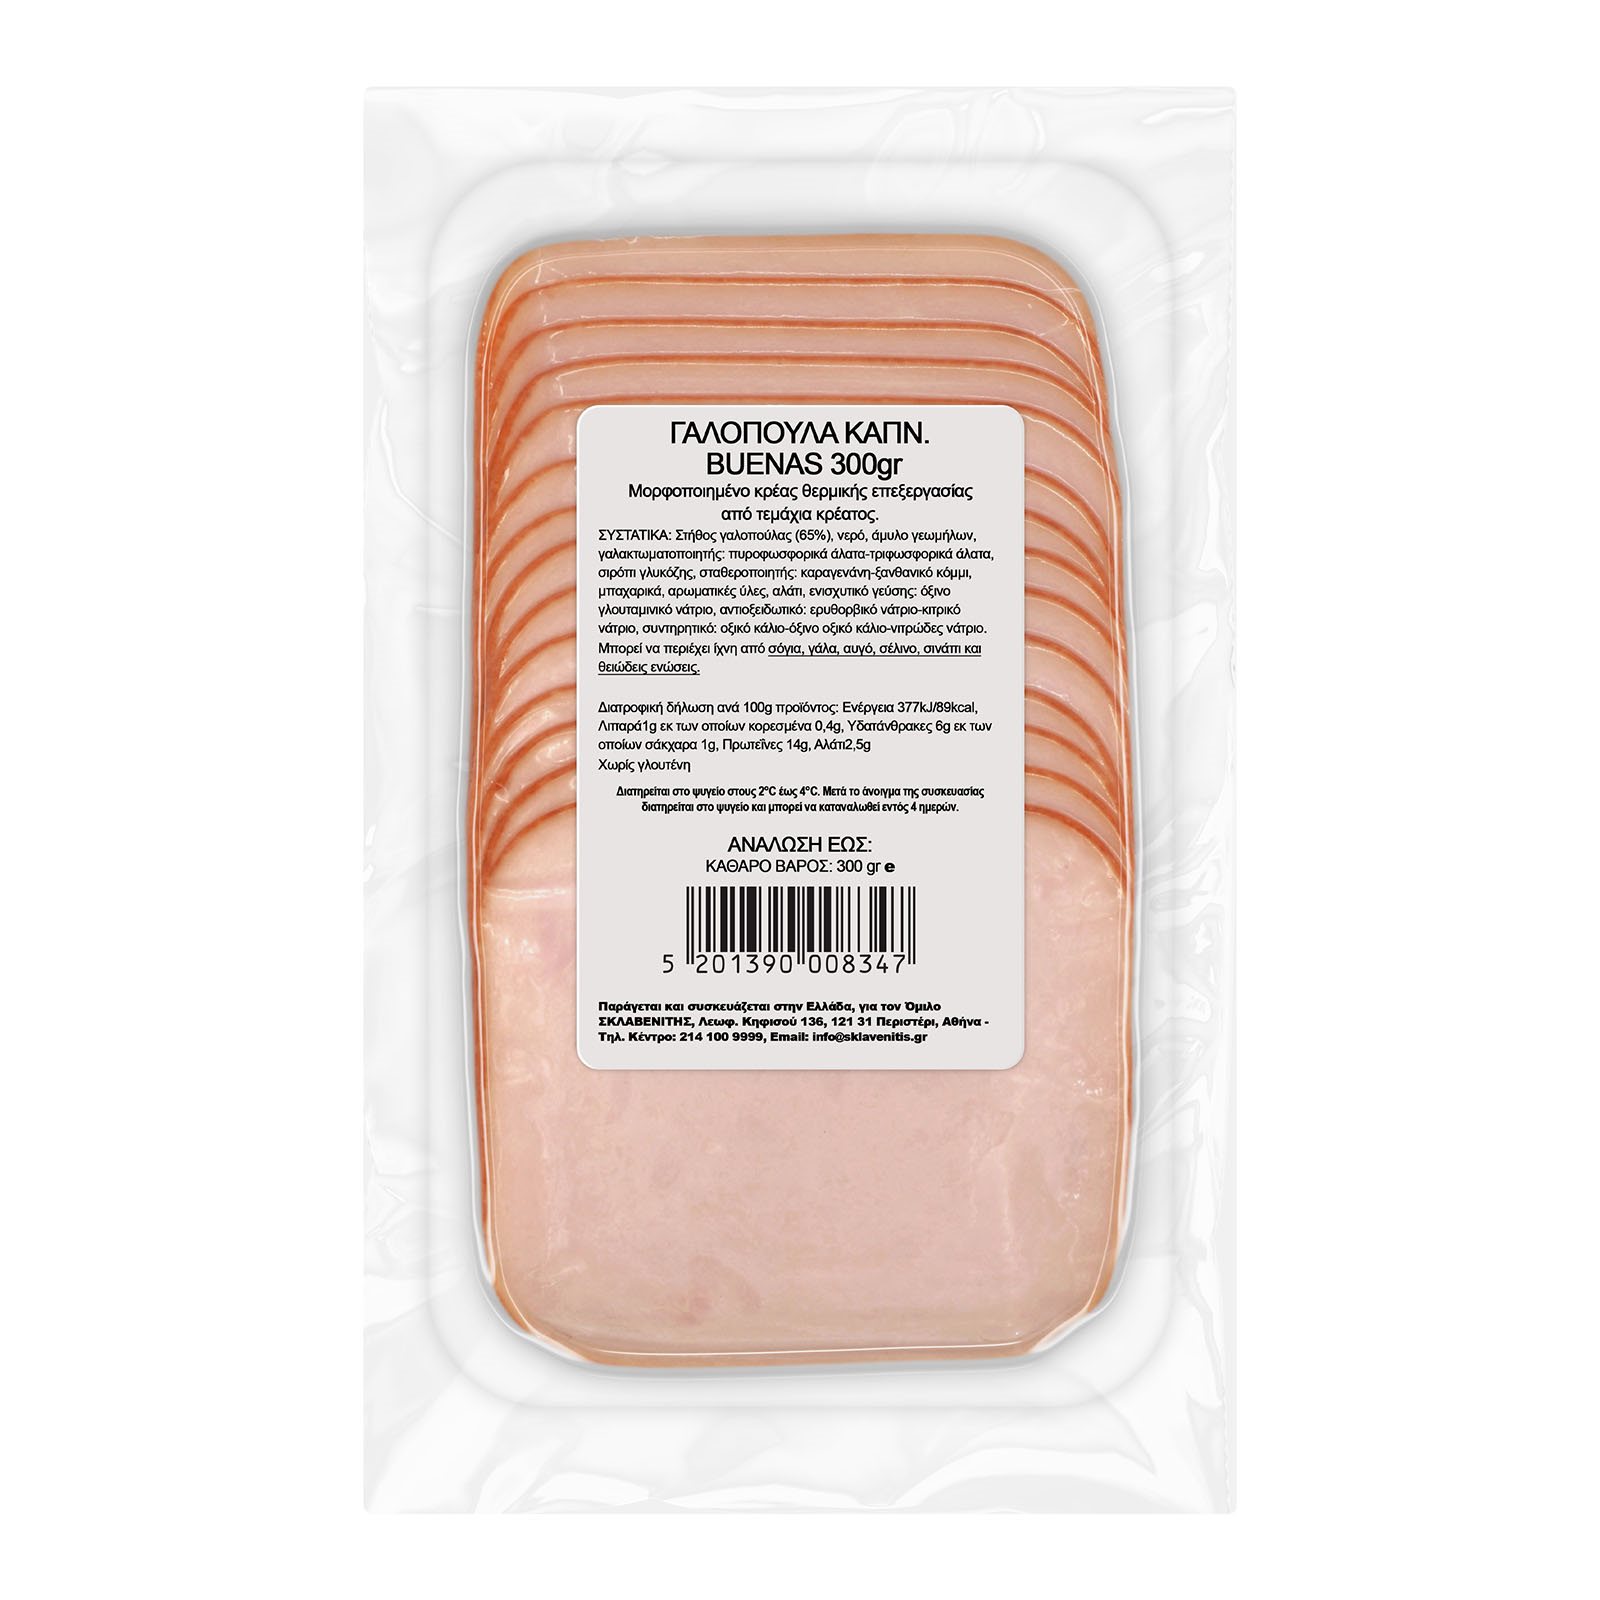 ΓΑΛΟΠΟΥΛΑ ΚΑΠΝ.
BUENAS 300gr
Μορφοποιημένο κρέας θερμικής επεξεργασίας
από τεμάχια κρέατος.
ΣΥΣΤΑΤΙΚΑ: Στήθος γαλοπούλας (65%), νερό, άμυλο γεωμήλων,
γαλακτωματοποιητής: πυροφωσφορικά άλατα-τριφωσφορικά άλατα,
σιρόπι γλυκόζης, σταθεροποιητής: καραγενάνη-ξανθανικό κόμμι,
μπαχαρικά, αρωματικές ύλες, αλάτι, ενισχυτικό γεύσης: όξινο
γλουταμινικό νάτριο, αντιοξειδωτικό: ερυθορβικό νάτριο-κιτρικό
νάτριο, συντηρητικό: οξικό κάλιο-όξινο οξικό κάλιο-νιτρώδες νάτριο.
Μπορεί να περιέχει ίχνη από σόγια, γάλα, αυγό, σέλινο, σινάπι και
θειώδεις ενώσεις.
Διατροφική δήλωση ανά 100g προϊόντος: Ενέργεια 377kJ/89kcal,
Λιπαρά1g εκ των οποίων κορεσμένα 0,4g, Υδατάνθρακες 6g εκ των
οποίων σάκχαρα 1g, Πρωτεΐνες 14g, Αλάτι2,5g
Χωρίς γλουτένη
Διατηρείται στο ψυγείο στους 2°C έως 4°C. Μετά το άνοιγμα της συσκευασίας
διατηρείται στο ψυγείο και μπορεί να καταναλωθεί εντός 4 ημερών.
ΑΝΑΛΩΣΗ ΕΩΣ:
ΚΑΘΑΡΟ ΒΑΡΟΣ: 300 gr e
5 201390 008347
Παράγεται και συσκευάζεται στην Ελλάδα, για τον Όμιλο
ΣΚΛΑΒΕΝΙΤΗΣ, Λεωφ. Κηφισού 136, 121 31 Περιστέρι, Αθήνα -
Τηλ. Κέντρο: 214 100 9999, Email: info@sklavenitis.gr